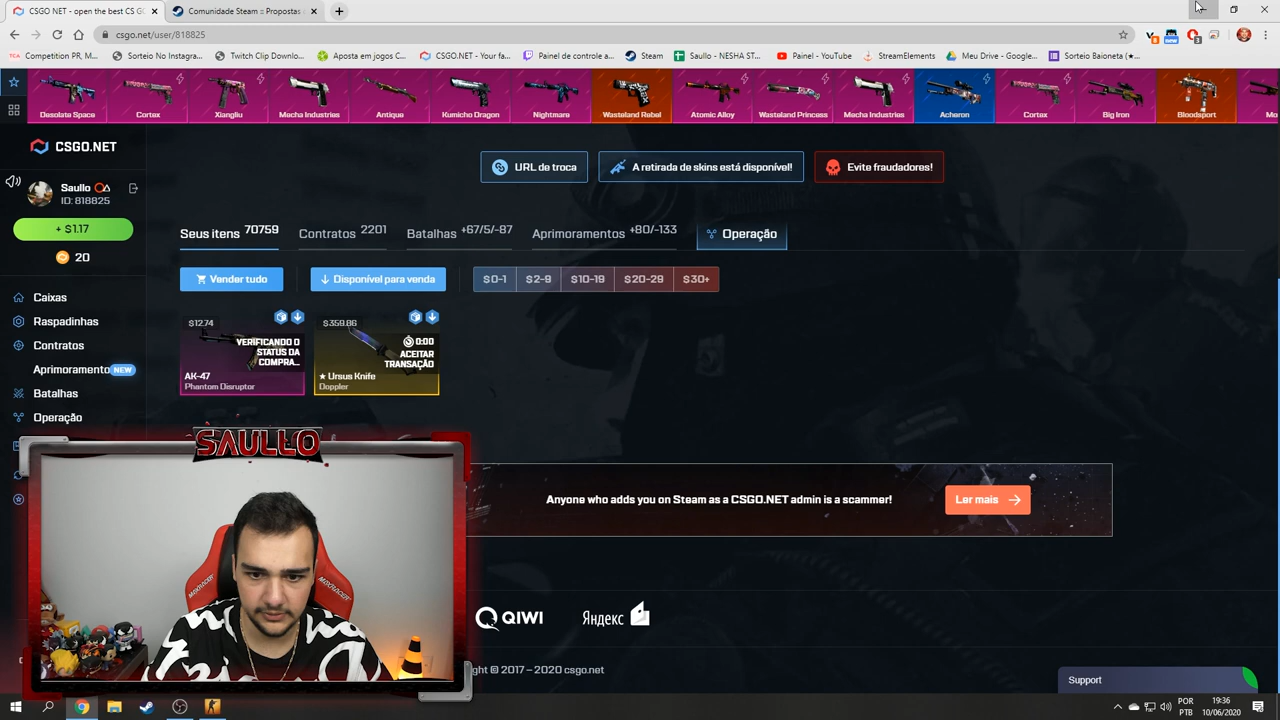 CSGO NET - open the best CS GO
Comunidade Steam :: Propostas
csgo.net/user/818825
Competition PR, M...
Sorteio No Instagra...
Twitch Clip Downlo...
Aposta em jogos C...
CSGO.NET - Your fa...
Painel de controle a...
Steam
Saullo - NESHA ST...
Painel - YouTube
StreamElements
Meu Drive - Google...
Sorteio Baioneta (★...
Desolate Space
Cortex
Xiangliu
Mecha Industries
Antique
Kumicho Dragon
Nightmare
Wasteland Rebel
Atomic Alloy
Wasteland Princess
Mecha Industries
Acheron
Cortex
Big Iron
Bloodsport
Mo
CSGO.NET
Saullo
ID: 818825
+ $1.17
20
URL de troca
A retirada de skins está disponível!
Evite fraudadores!
Seus itens 70759
Contratos 2201
Batalhas +67/5/-87
Aprimoramentos +80/-133
Operação
Vender tudo
Disponível para venda
$0-1
$2-9
$10-19
$20-29
$30+
Caixas
Raspadinhas
Contratos
Aprimoramento NEW
Batalhas
Operação
$12.74
VERIFICANDO O
STATUS DA
COMPRA...
AK-47
Phantom Disruptor
$359.86
0:00
ACEITAR
TRANSAÇÃO
★ Ursus Knife
Doppler
SAULLO
Anyone who adds you on Steam as a CSGO.NET admin is a scammer!
Ler mais
MAXRACER
QIWI
Яндекс
ght © 2017 – 2020 csgo.net
Support
POR
PTB
19:36
10/06/2020